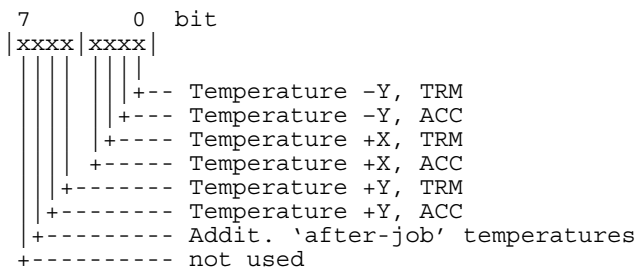 7 0 bit
|xxxx|xxxx|
|||| ||||
|||| |||+-- Temperature –Y, TRM
|||| ||+--- Temperature –Y, ACC
|||| |+---- Temperature +X, TRM
|||| +----- Temperature +X, ACC
|||+------- Temperature +Y, TRM
||+-------- Temperature +Y, ACC
|+--------- Addit. ‘after-job’ temperatures
+---------- not used